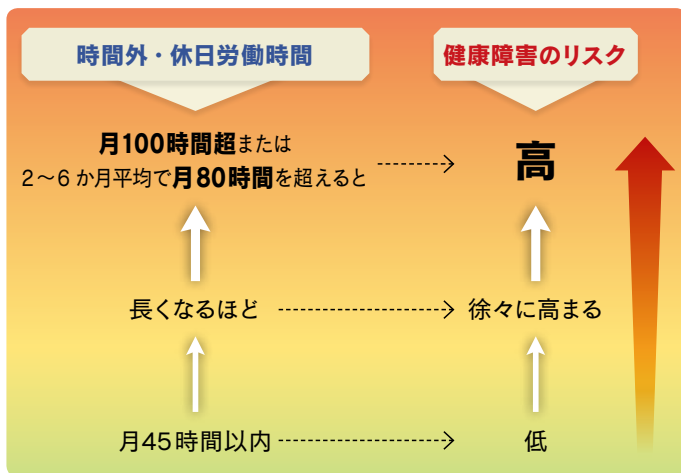 時間外・休日労働時間
健康障害のリスク
月100時間超または
2～6か月平均で月80時間を超えると
高
長くなるほど
徐々に高まる
月45時間以内
低